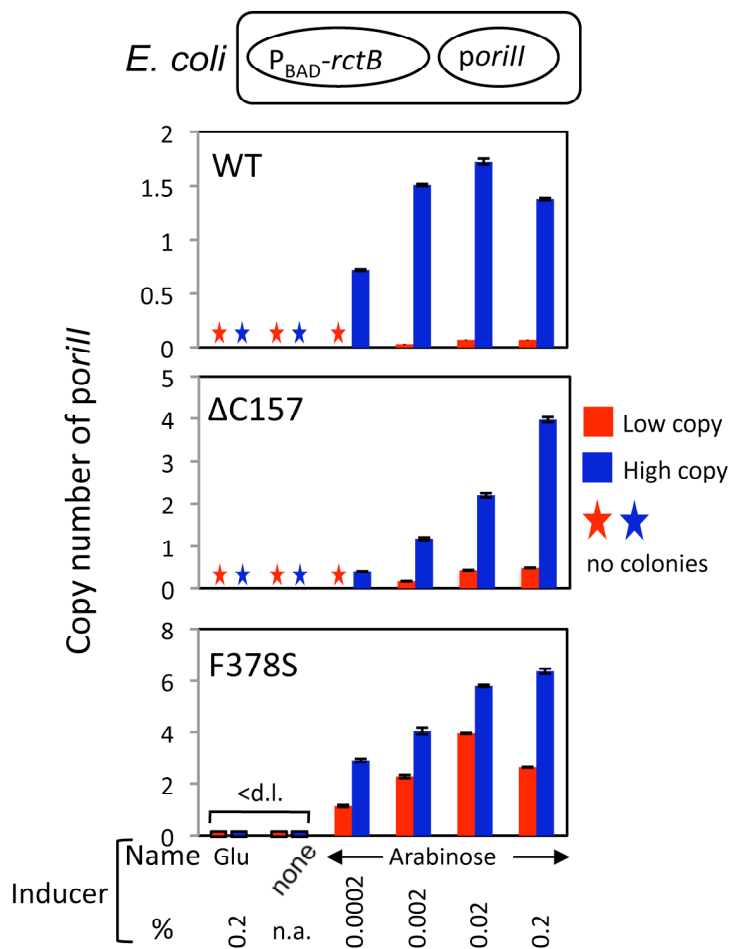 E. coli PBAD-rctB porill
2
WT
1.5
1
0.5
0
5
ΔC157
4
3
2
1
0
8
F378S
6
4
2
<d.l.
0
Copy number of porill
Low copy
High copy
no colonies
Inducer
Name Glu none Arabinose
% 0.2 n.a. 0.0002 0.002 0.02 0.2